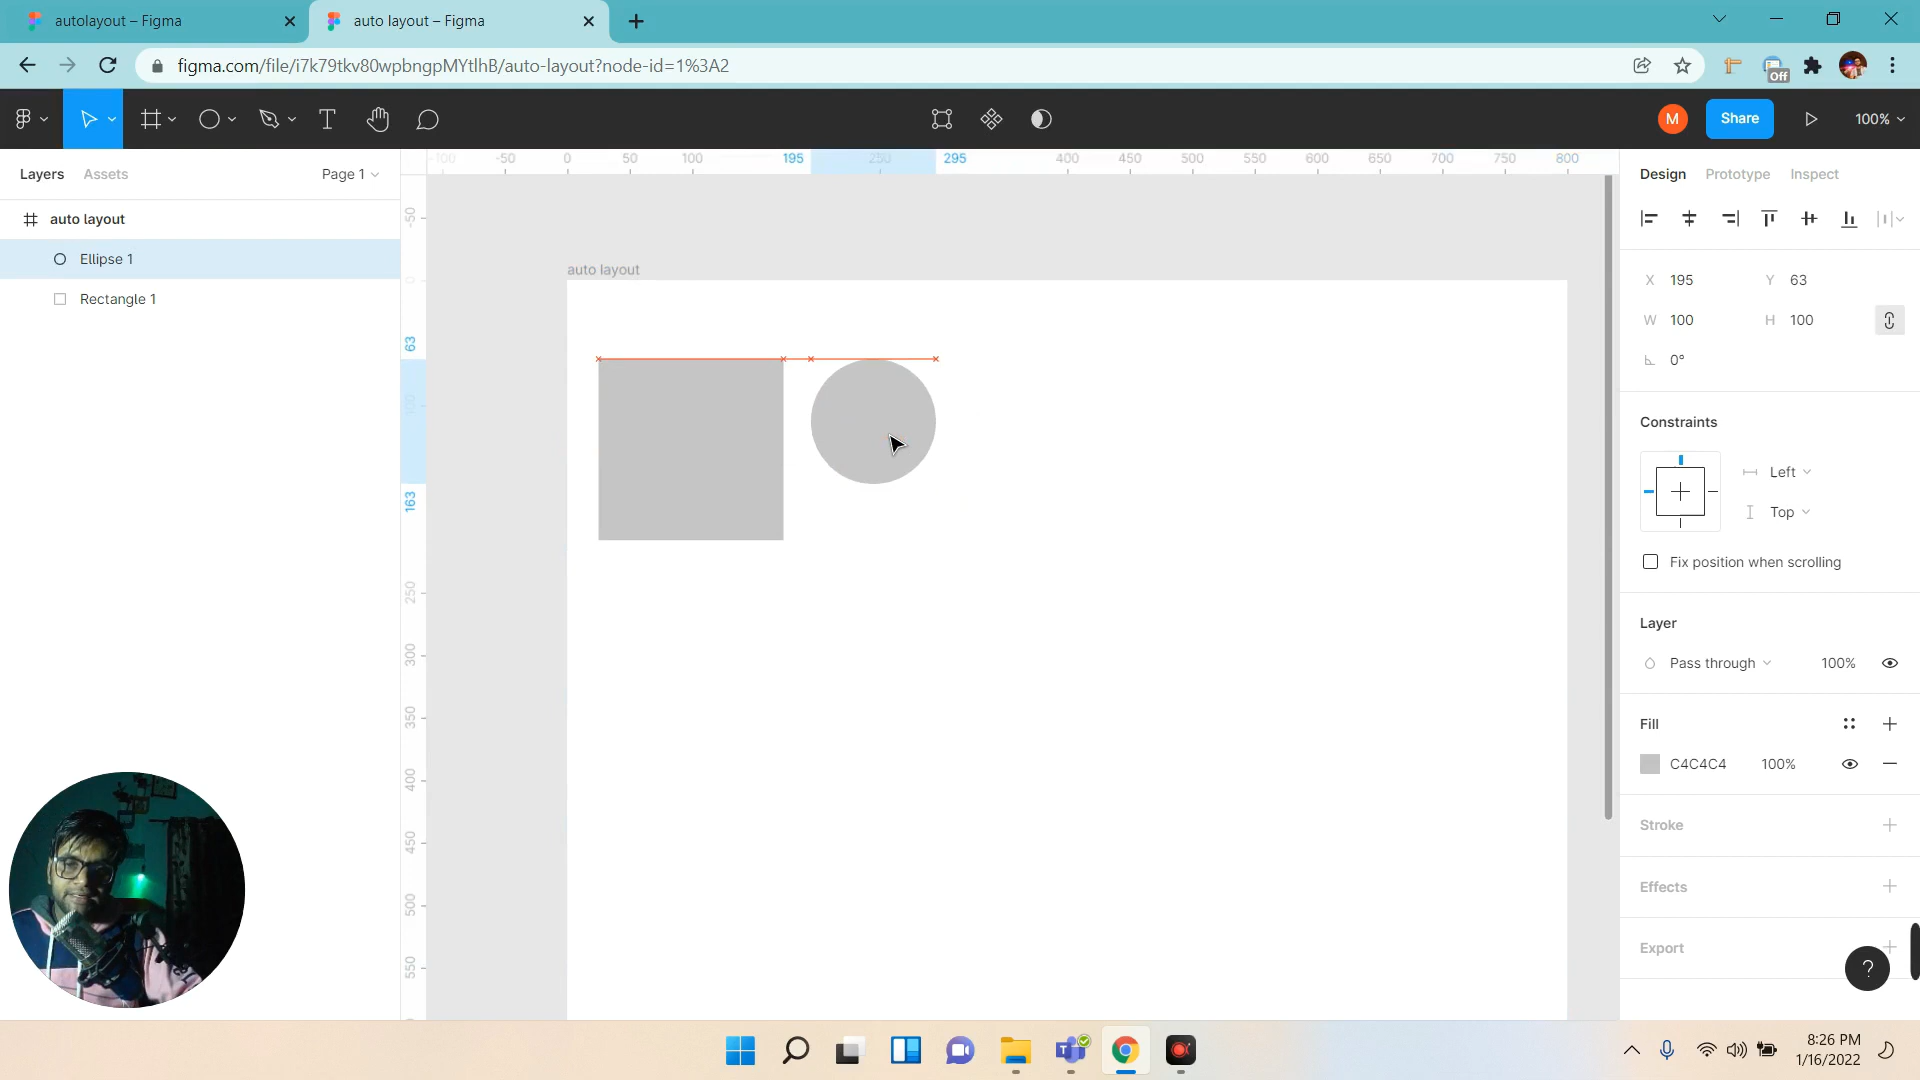 autolayout – Figma
auto layout – Figma
figma.com/file/i7k79tkv80wpbngpMYtlhB/auto-layout?node-id=1%3A2
Off
M
Share
100%
Layers
Assets
Page 1
auto layout
Ellipse 1
Rectangle 1
-100
-50
0
50
100
195
250
295
400
450
500
550
600
650
700
750
800
-50
0
63
100
163
250
300
350
400
450
500
550
auto layout
Design
Prototype
Inspect
X 195
Y 63
W 100
H 100
0°
Constraints
Left
Top
Fix position when scrolling
Layer
Pass through
100%
Fill
C4C4C4
100%
Stroke
Effects
Export
?
8:26 PM
1/16/2022